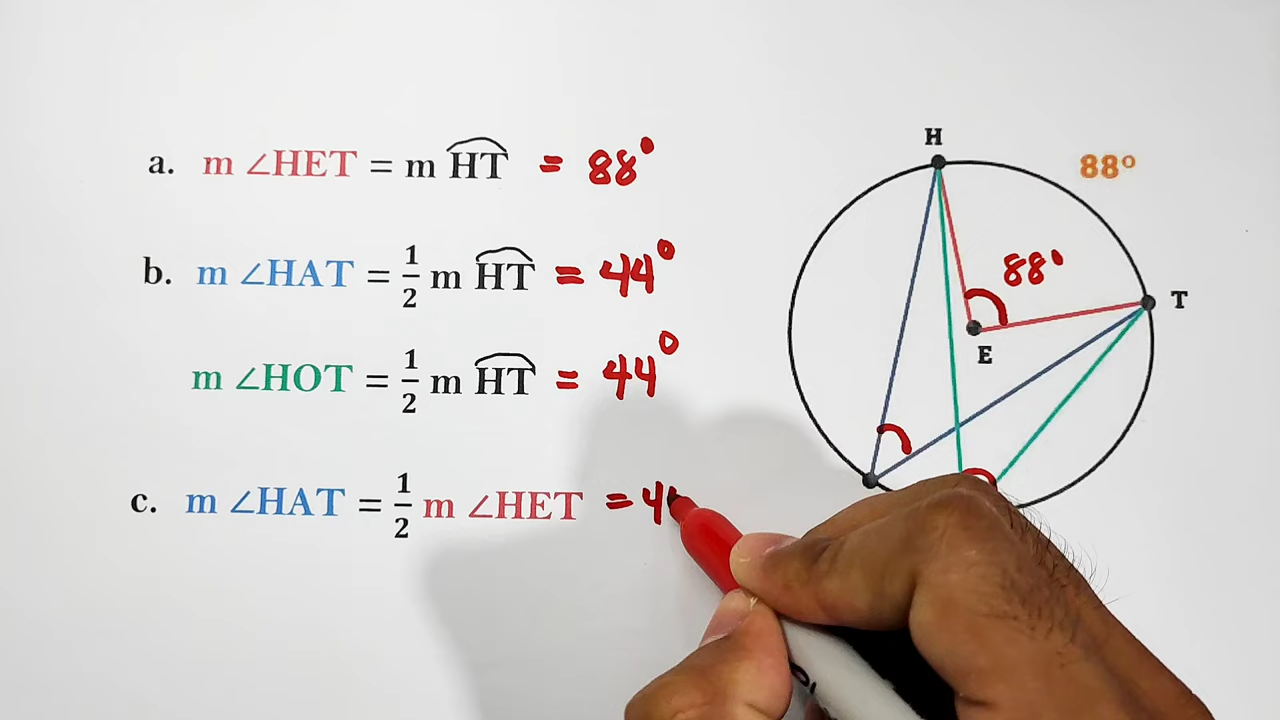 a. m ∠HET = m HT = 88°
b. m ∠HAT = 1/2 m HT = 44°
m ∠HOT = 1/2 m HT = 44°
c. m ∠HAT = 1/2 m ∠HET = 4
H
88°
88°
T
E